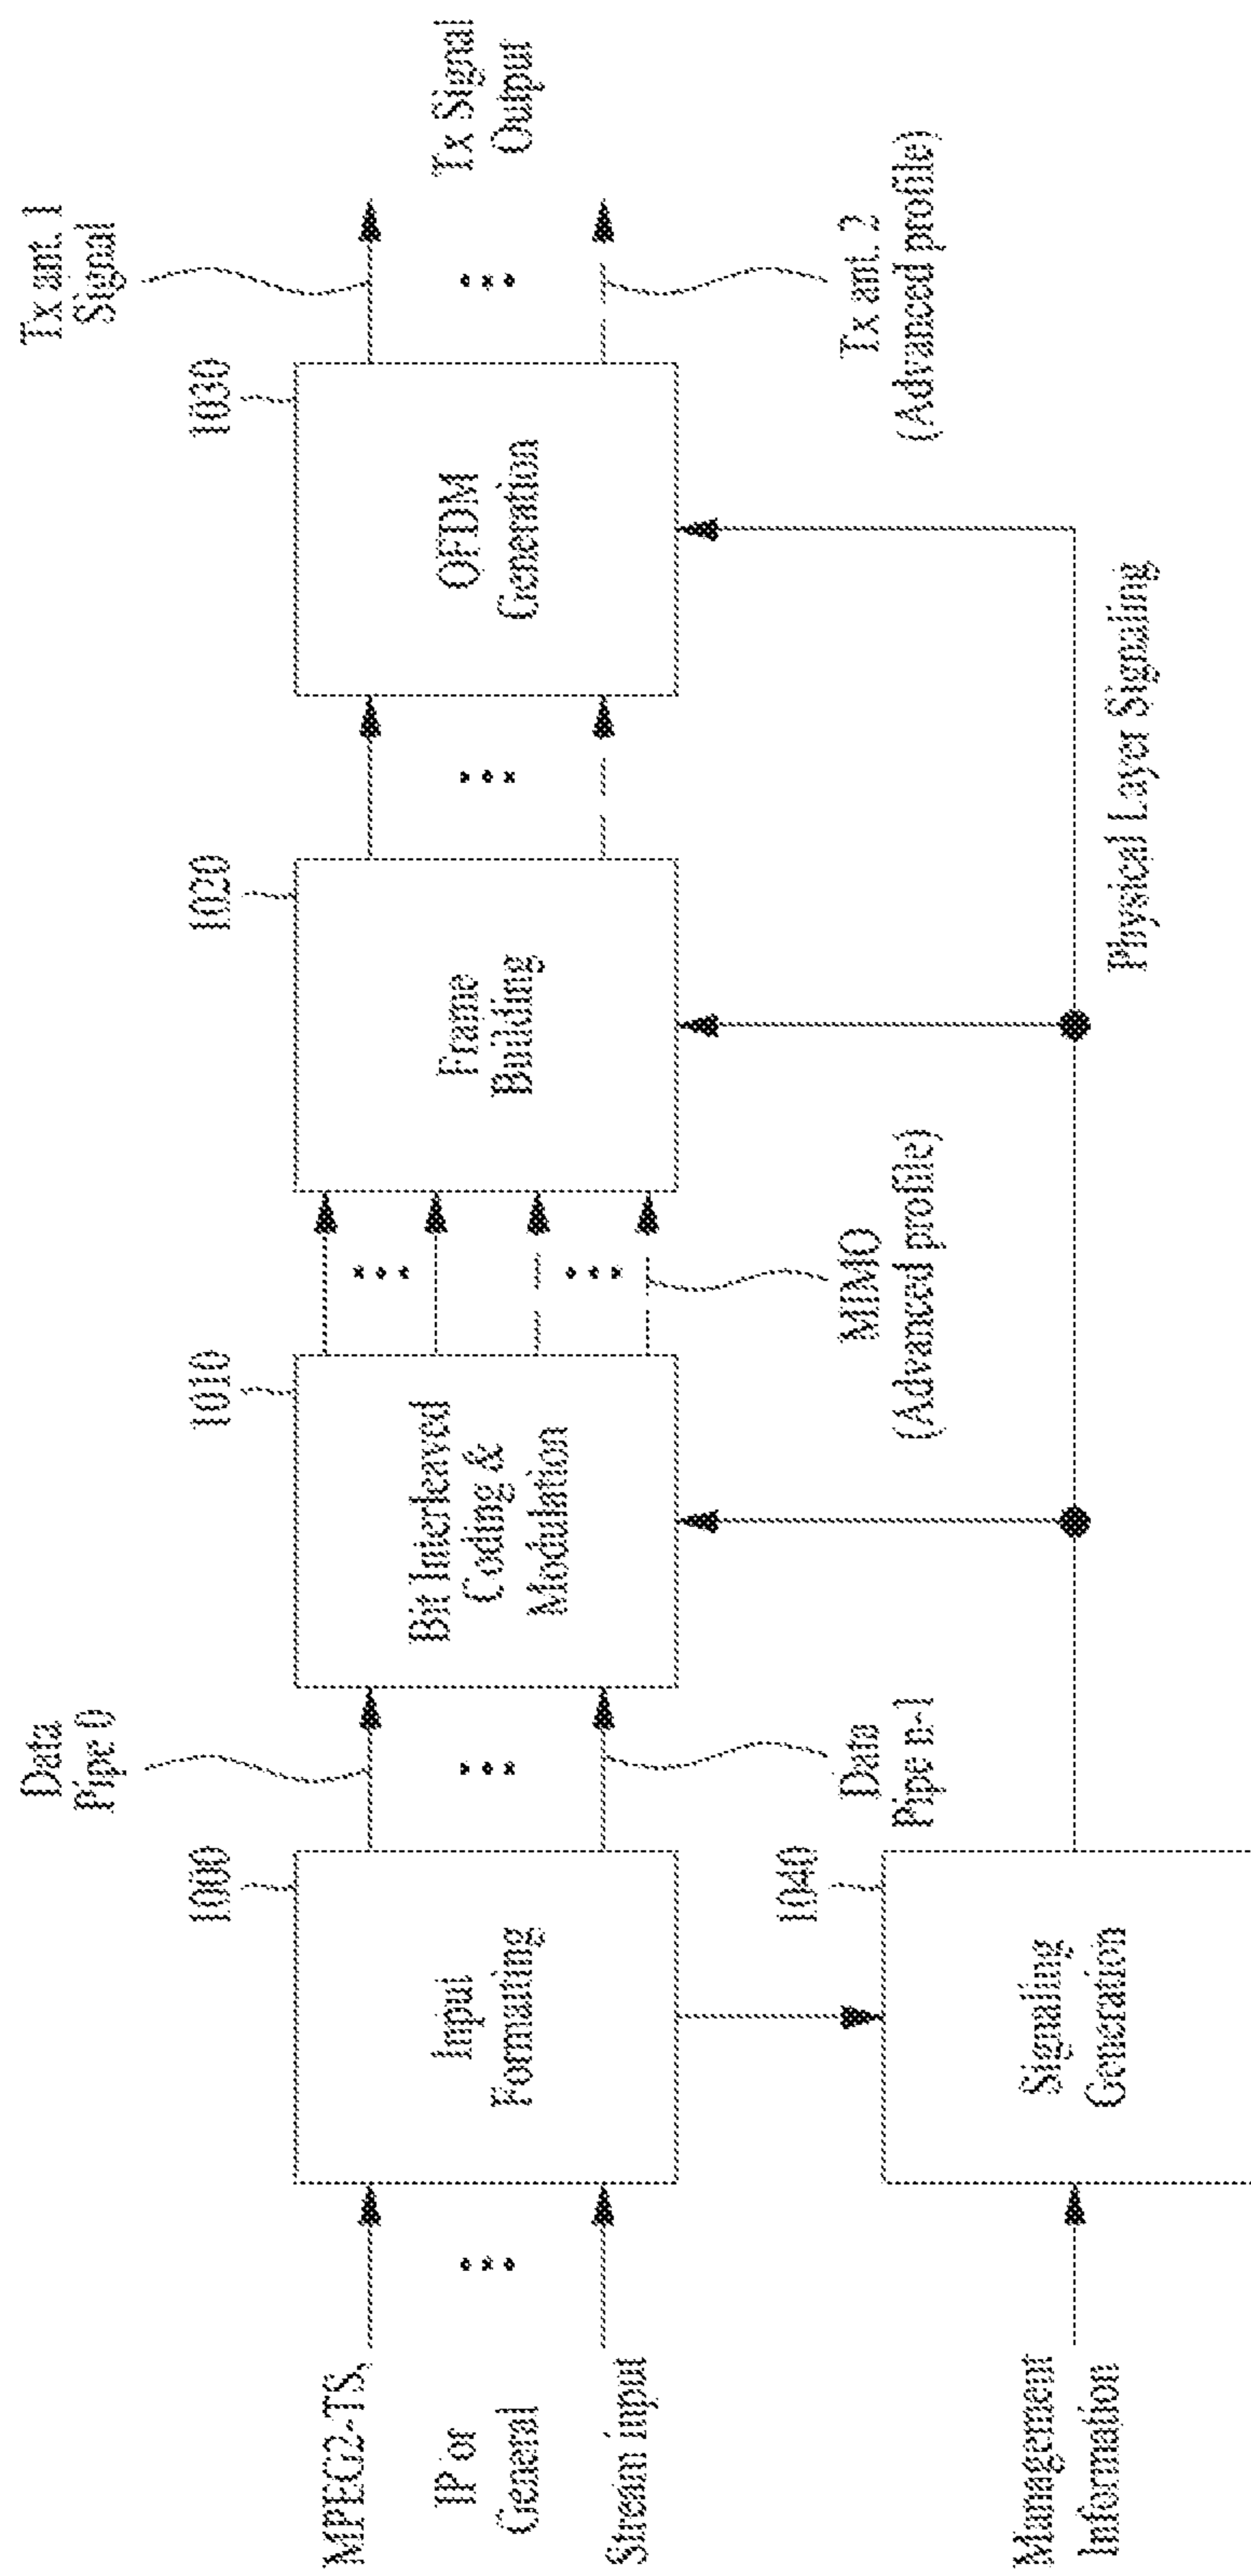 Tx ant. 1
Signal
Tx Signal
Output
Tx ant. 2
(Advanced profile)
1030
OFDM
Generation
1020
Frame
Building
Physical Layer Signaling
MIMO
(Advanced profile)
1010
Bit Interleaved
Coding &
Modulation
Data
Pipe 0
Data
Pipe n-1
1000
Input
Formatting
1040
Signaling
Generation
MPEG2-TS,
IP or
General
Stream input
Management
Information